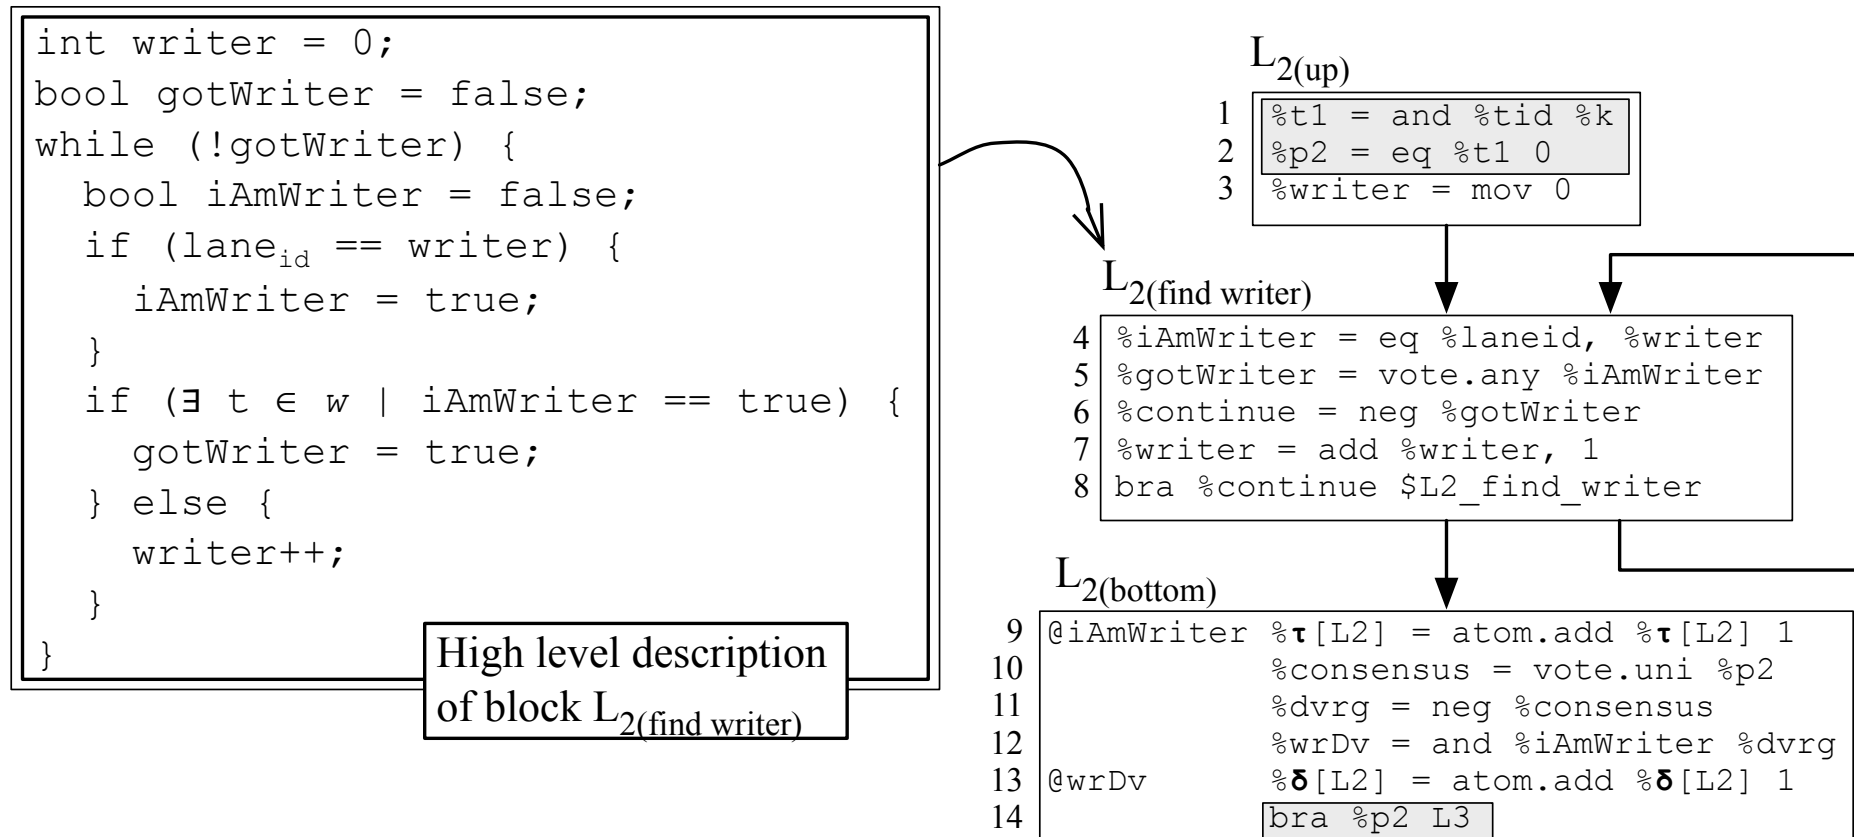 int writer = 0;
bool gotWriter = false;
while (!gotWriter) {
bool iAmWriter = false;
if (lane_id == writer) {
iAmWriter = true;
}
if (∃ t ∈ w | iAmWriter == true) {
gotWriter = true;
} else {
writer++;
}
}
High level description
of block L2(find writer)
L2(up)
1 %t1 = and %tid %k
2 %p2 = eq %t1 0
3 %writer = mov 0
L2(find writer)
4 %iAmWriter = eq %laneid, %writer
5 %gotWriter = vote.any %iAmWriter
6 %continue = neg %gotWriter
7 %writer = add %writer, 1
8 bra %continue $L2_find_writer
L2(bottom)
9 @iAmWriter %τ[L2] = atom.add %τ[L2] 1
10 %consensus = vote.uni %p2
11 %dvrg = neg %consensus
12 %wrDv = and %iAmWriter %dvrg
13 @wrDv %δ[L2] = atom.add %δ[L2] 1
14 bra %p2 L3